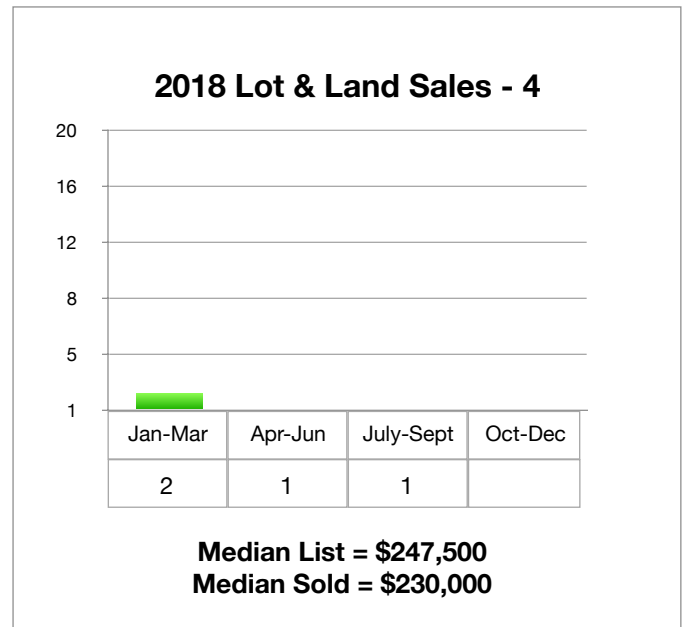 2018 Lot & Land Sales - 4
20
16
12
8
5
1
Jan-Mar Apr-Jun July-Sept Oct-Dec
2 1 1
Median List = $247,500
Median Sold = $230,000